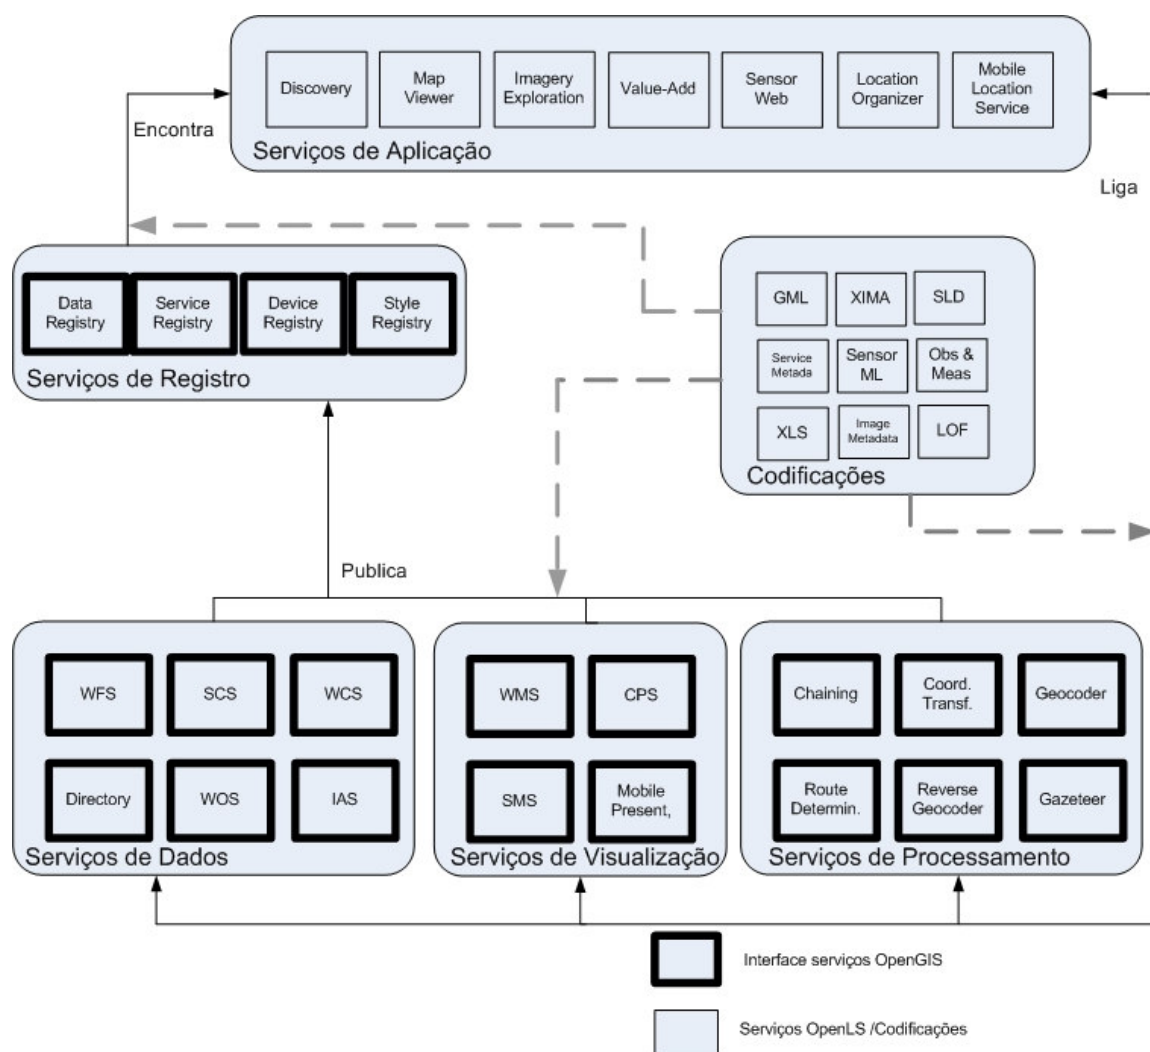 Discovery
Map
Viewer
Imagery
Exploration
Value-Add
Sensor
Web
Location
Organizer
Mobile
Location
Service
Serviços de Aplicação
Encontra
Liga
Data
Registry
Service
Registry
Device
Registry
Style
Registry
Serviços de Registro
GML
XIMA
SLD
Service
Metada
Sensor
ML
Obs &
Meas
XLS
Image
Metadata
LOF
Codificações
Publica
WFS
SCS
WCS
Directory
WOS
IAS
Serviços de Dados
WMS
CPS
SMS
Mobile
Present,
Serviços de Visualização
Chaining
Coord.
Transf.
Geocoder
Route
Determin.
Reverse
Geocoder
Gazeteer
Serviços de Processamento
Interface serviços OpenGIS
Serviços OpenLS /Codificações